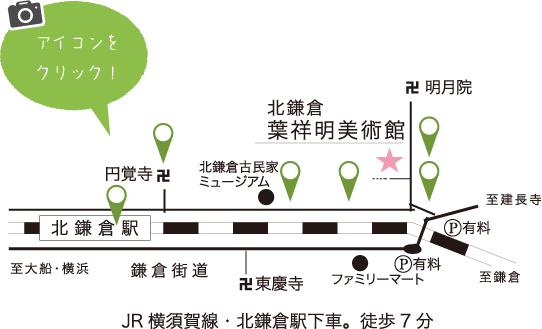 アイコンを
クリック!
卍 明月院
北鎌倉
葉祥明美術館
円覚寺 卍
北鎌倉古民家
ミュージアム
至建長寺
北鎌倉駅
Ⓟ有料
Ⓟ有料
至大船・横浜
鎌倉街道
卍東慶寺
ファミリーマート
至鎌倉
JR横須賀線・北鎌倉駅下車。徒歩7分